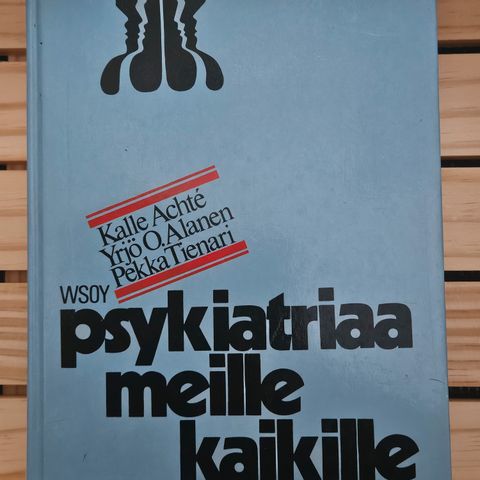 Kalle Achté
Yrjö O. Alanen
Pekka Tienari
WSOY
psykiatriaa
meille
kaikille